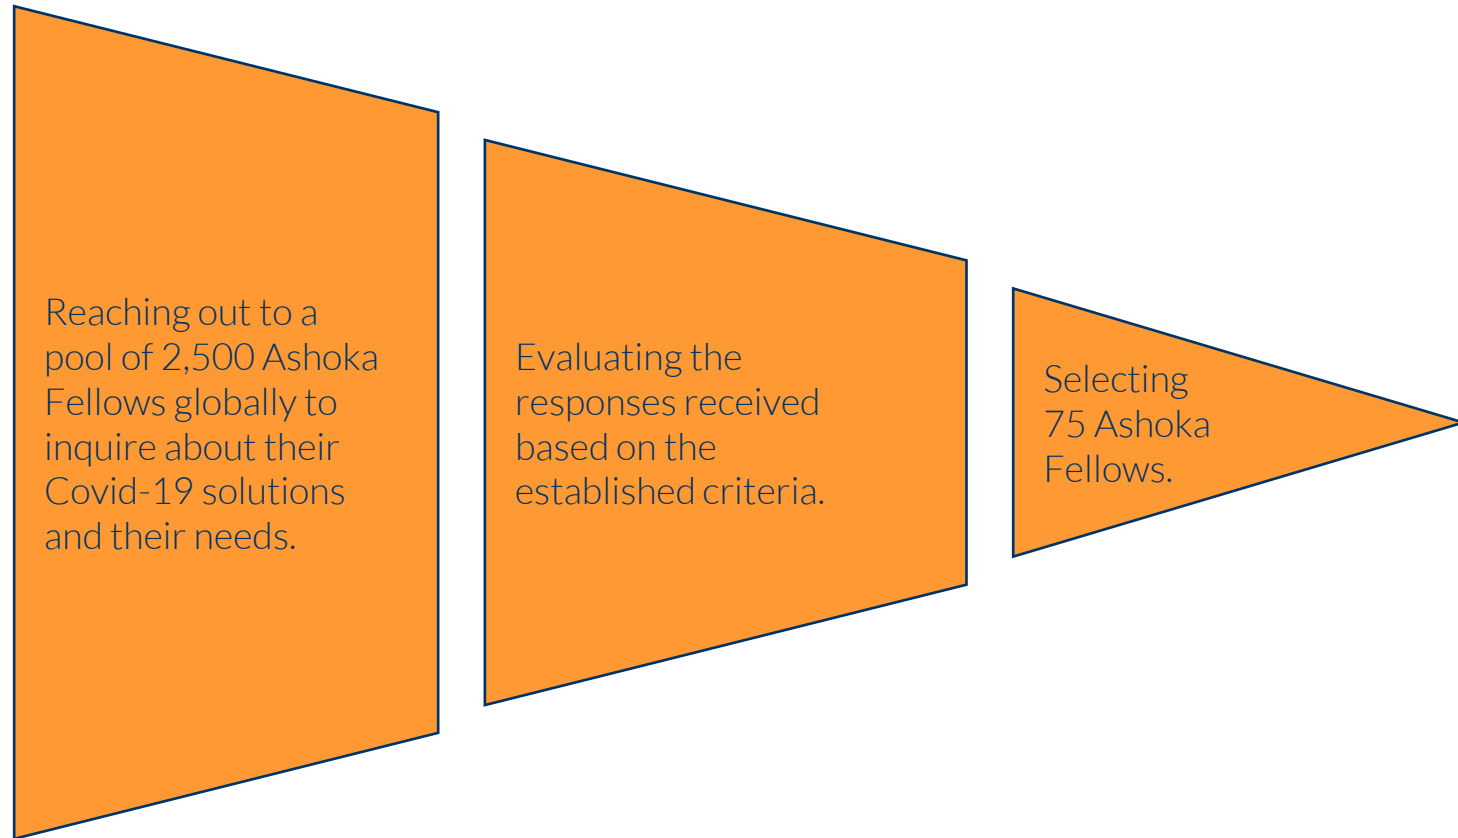 Reaching out to a
pool of 2,500 Ashoka
Fellows globally to
inquire about their
Covid-19 solutions
and their needs.
Evaluating the
responses received
based on the
established criteria.
Selecting
75 Ashoka
Fellows.